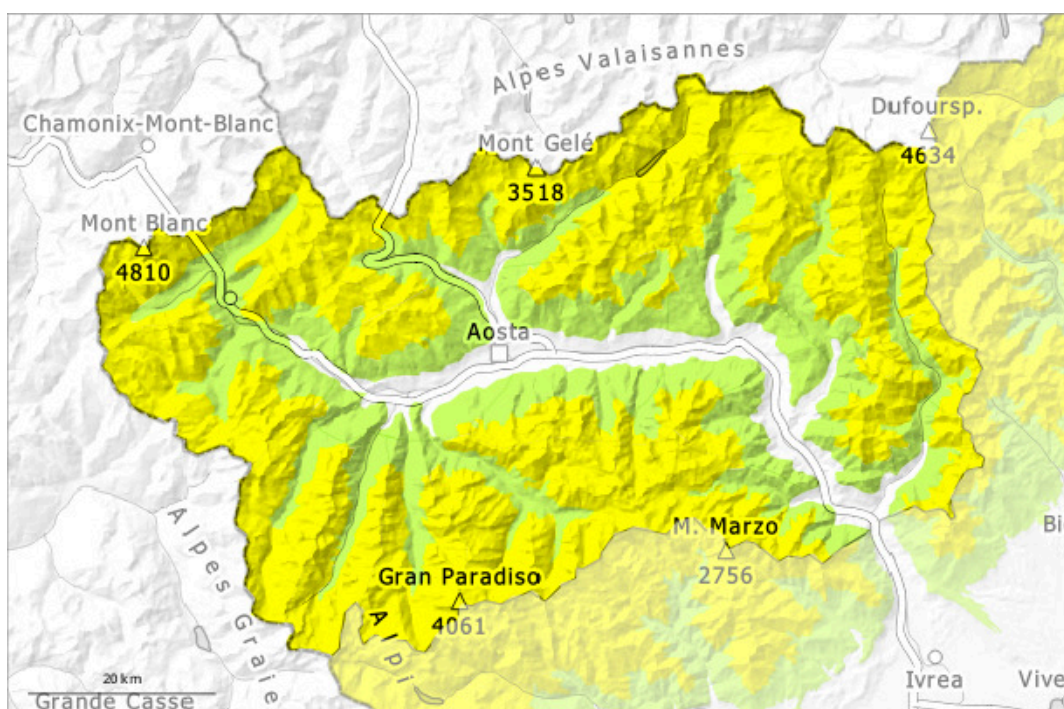 Alpes Valaisannes
Chamonix-Mont-Blanc
Dufoursp.
4634
Mont Gelé
3518
Mont Blanc
4810
Aosta
M. Marzo
2756
Gran Paradiso
4061
Alpes Graie
Alpi
Bi
Ivrea
Vive
20 km
Grande Casse